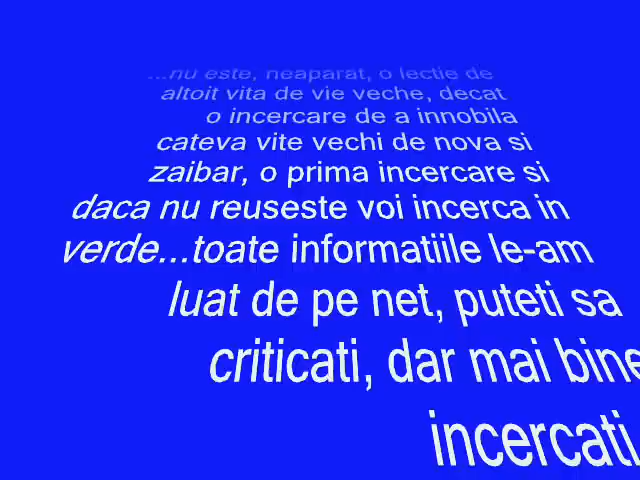 ...nu este, neaparat, o lectie de
altoit vita de vie veche, decat
o incercare de a innobila
cateva vite vechi de nova si
zaibar, o prima incercare si
daca nu reuseste voi incerca in
verde...toate informatiile le-am
luat de pe net, puteti sa
criticati, dar mai bine
incercati